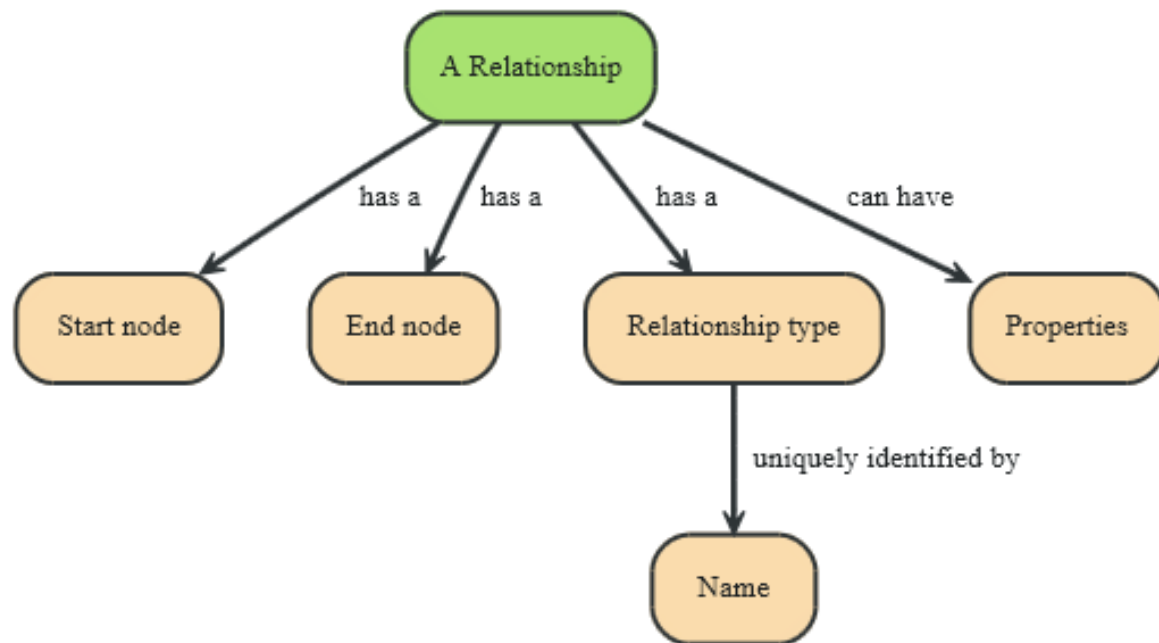 A Relationship
has a
has a
has a
can have
Start node
End node
Relationship type
Properties
uniquely identified by
Name